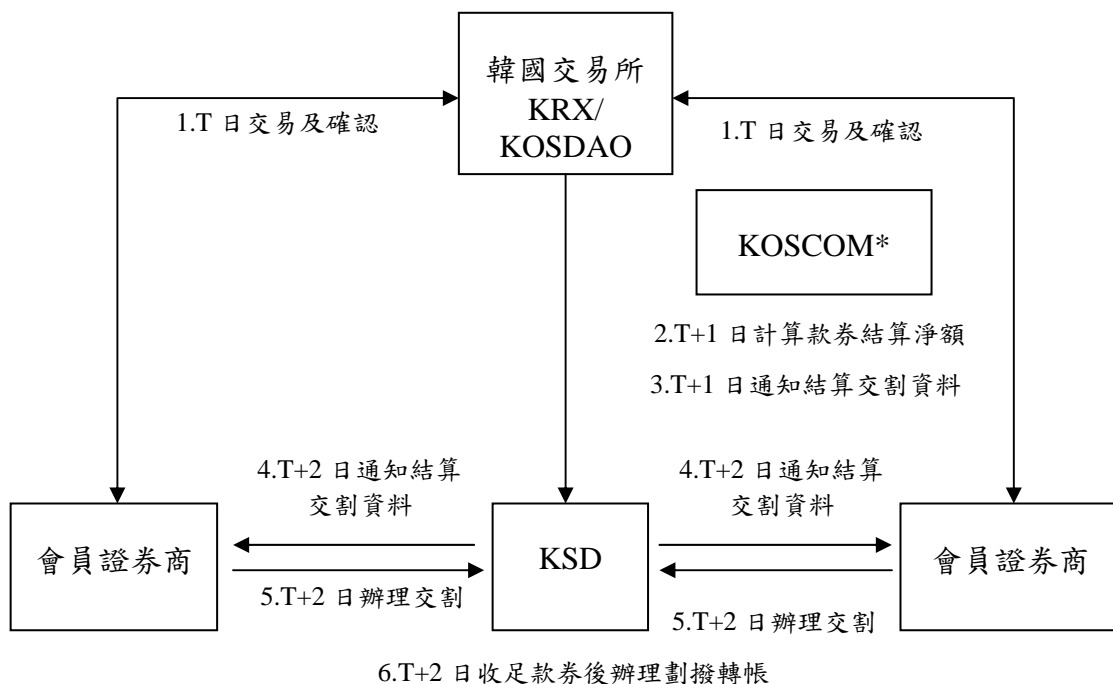 韓國交易所
KRX/
KOSDAO
1.T 日交易及確認
1.T 日交易及確認
KOSCOM*
2.T+1 日計算款券結算淨額
3.T+1 日通知結算交割資料
4.T+2 日通知結算
交割資料
4.T+2 日通知結算
交割資料
會員證券商
KSD
會員證券商
5.T+2 日辦理交割
5.T+2 日辦理交割
6.T+2 日收足款券後辦理劃撥轉帳